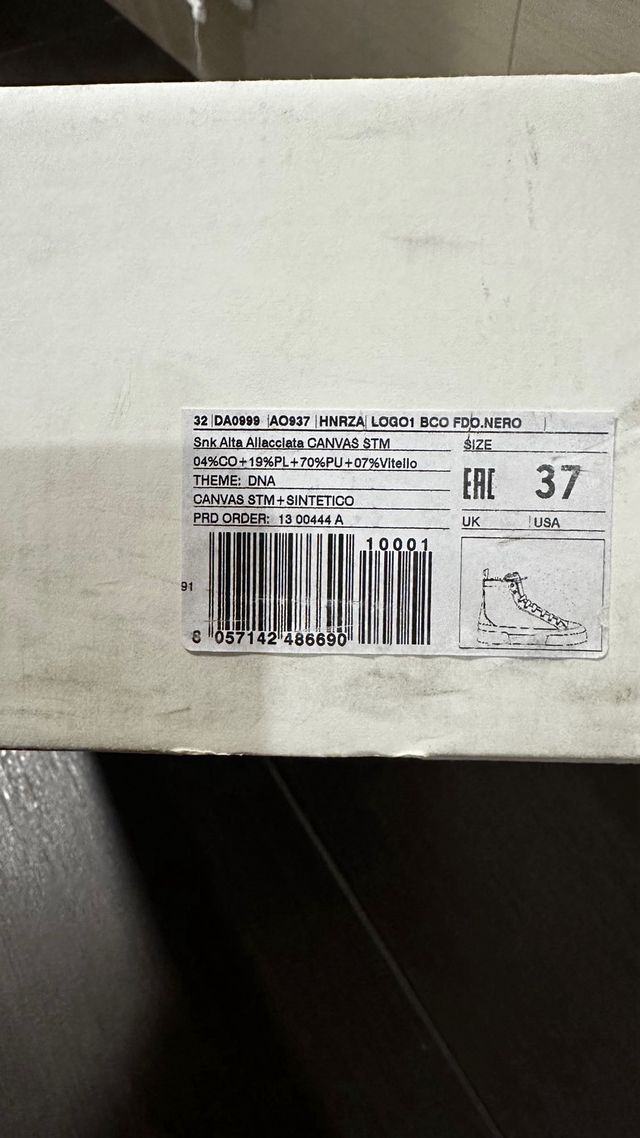 32 | DA0999 | AO937 | HNRZA | LOGO1 BCO FDO.NERO |
Snk Alta Allacciata CANVAS STM
04%CO+19%PL+70%PU+07%Vitello
THEME: DNA
CANVAS STM+SINTETICO
PRD ORDER: 13 00444 A
SIZE
EAC 37
UK | USA
10001
91
8 057142 486690